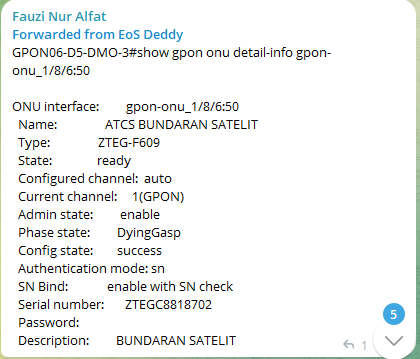 Fauzi Nur Alfat
Forwarded from EoS Deddy
GPON06-D5-DMO-3#show gpon onu detail-info gpon-
onu_1/8/6:50
ONU interface: gpon-onu_1/8/6:50
Name: ATCS BUNDARAN SATELIT
Type: ZTEG-F609
State: ready
Configured channel: auto
Current channel: 1(GPON)
Admin state: enable
Phase state: DyingGasp
Config state: success
Authentication mode: sn
SN Bind: enable with SN check
Serial number: ZTEGC8818702
Password:
Description: BUNDARAN SATELIT
1
5